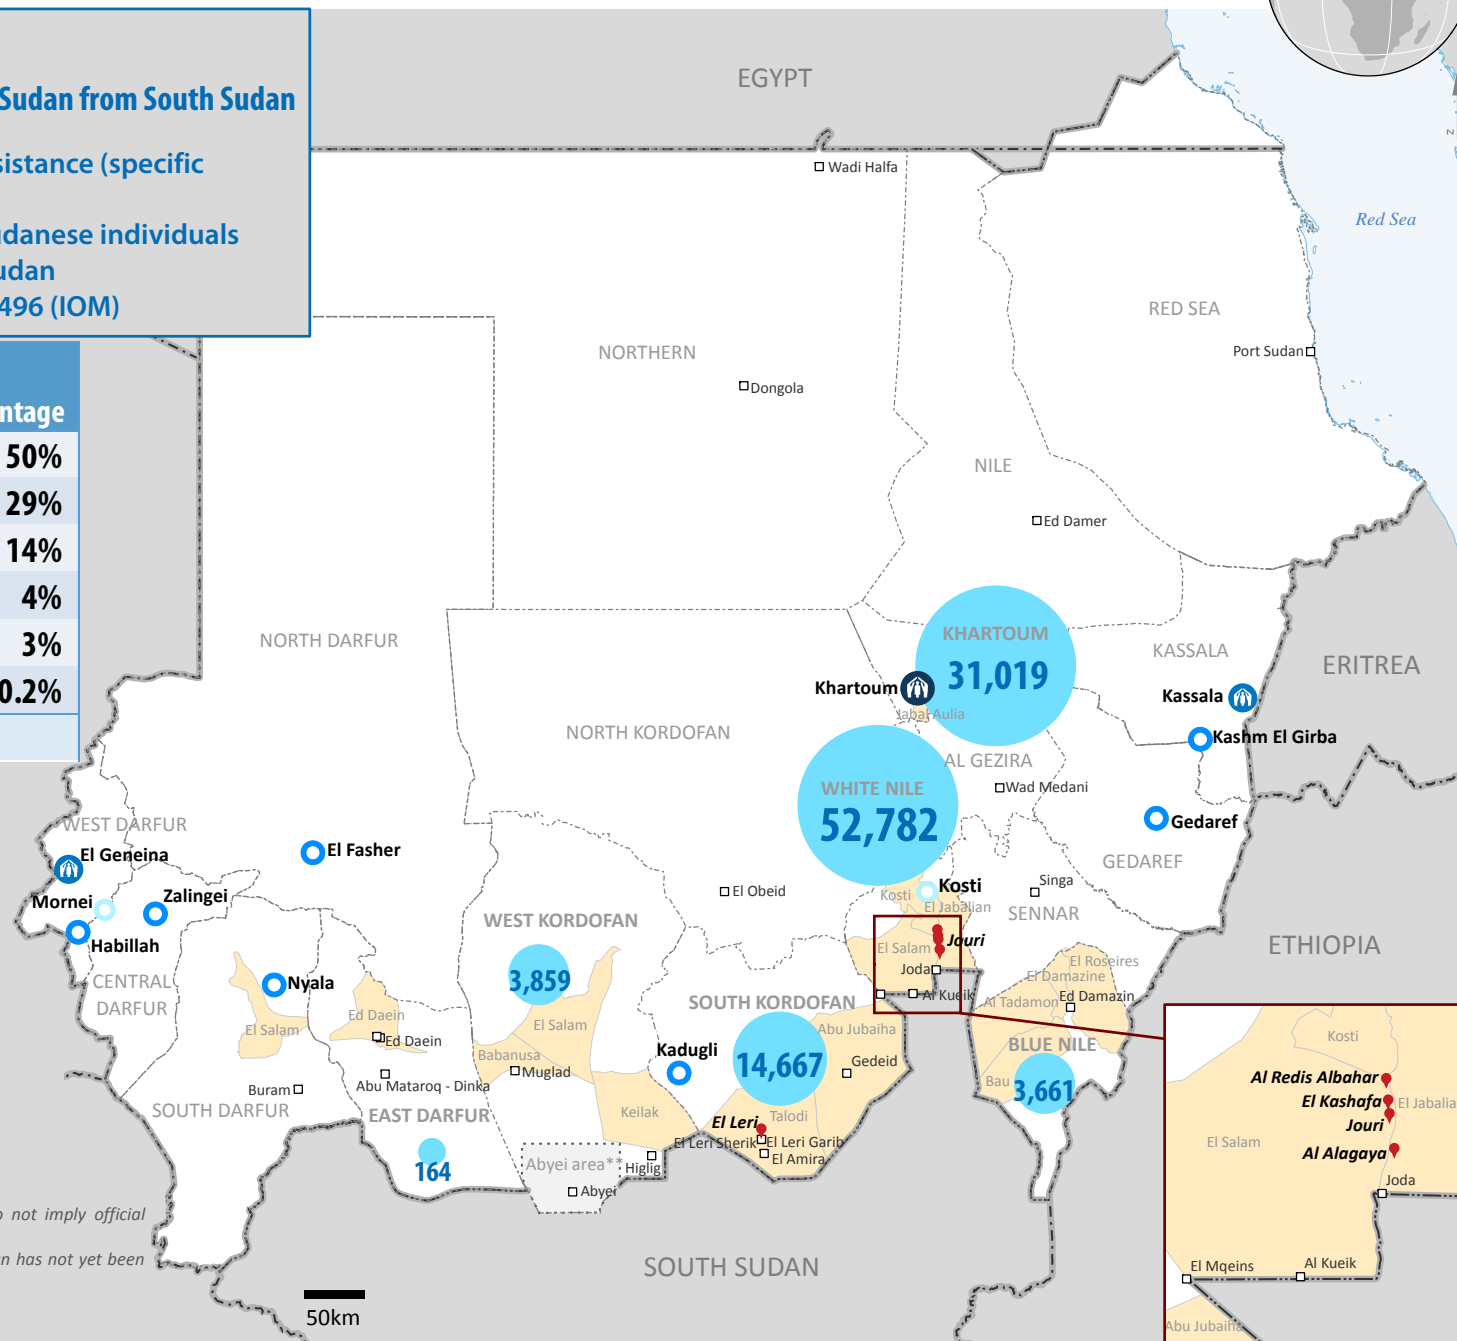 Sudan from South Sudan
sistance (specific
udanese individuals
udan
496 (IOM)
ntage
50%
29%
14%
4%
3%
0.2%
EGYPT
Wadi Halfa
Red Sea
RED SEA
Port Sudan
NORTHERN
Dongola
NILE
Ed Damer
NORTH DARFUR
KHARTOUM
31,019
Khartoum
Jabal Aulia
KASSALA
Kassala
ERITREA
Kashm El Girba
NORTH KORDOFAN
AL GEZIRA
WHITE NILE
52,782
Wad Medani
Gedaref
GEDAREF
WEST DARFUR
El Geneina
El Fasher
Mornei
Zalingei
Habillah
CENTRAL
DARFUR
El Obeid
Kosti
Kosti
El Jabalian
Singa
SENNAR
ETHIOPIA
WEST KORDOFAN
3,859
El Salam
Jouri
Joda
Al Kueik
El Roseires
El Damazine
Al Tadamon
Ed Damazin
Nyala
El Salam
Ed Daein
Ed Daein
El Salam
Babanusa
Muglad
SOUTH KORDOFAN
Abu Jubaiha
14,667
Kadugli
Gedeid
BLUE NILE
Bau
3,661
Buram
Abu Mataroq - Dinka
SOUTH DARFUR
EAST DARFUR
164
Keilak
El Leri
Talodi
El Leri Sherik
El Leri Garib
El Amira
Abyei area**
Higlig
Abyei
SOUTH SUDAN
Kosti
Al Redis Albahar
El Kashafa
El Jabalia
Jouri
El Salam
Al Alagaya
Joda
El Mqeins
Al Kueik
Abu Jubaiha
not imply official
n has not yet been
50km
N